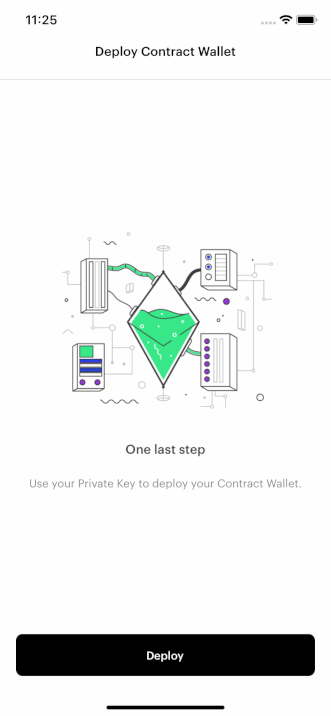 11:25
Deploy Contract Wallet
One last step
Use your Private Key to deploy your Contract Wallet.
Deploy